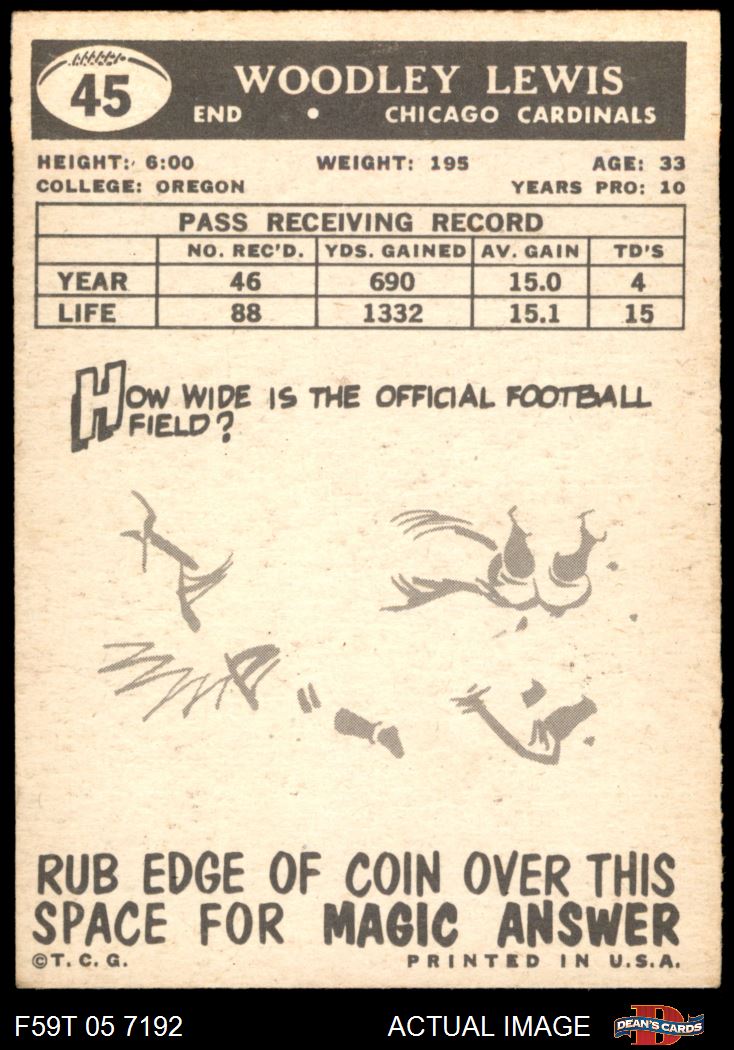 45
WOODLEY LEWIS
END • CHICAGO CARDINALS
HEIGHT: 6:00 WEIGHT: 195 AGE: 33
COLLEGE: OREGON YEARS PRO: 10
PASS RECEIVING RECORD
NO. REC'D. YDS. GAINED AV. GAIN TD'S
YEAR 46 690 15.0 4
LIFE 88 1332 15.1 15
HOW WIDE IS THE OFFICIAL FOOTBALL
FIELD?
RUB EDGE OF COIN OVER THIS
SPACE FOR MAGIC ANSWER
©T. C. G. PRINTED IN U.S.A.
F59T 05 7192 ACTUAL IMAGE D DEAN'S CARDS